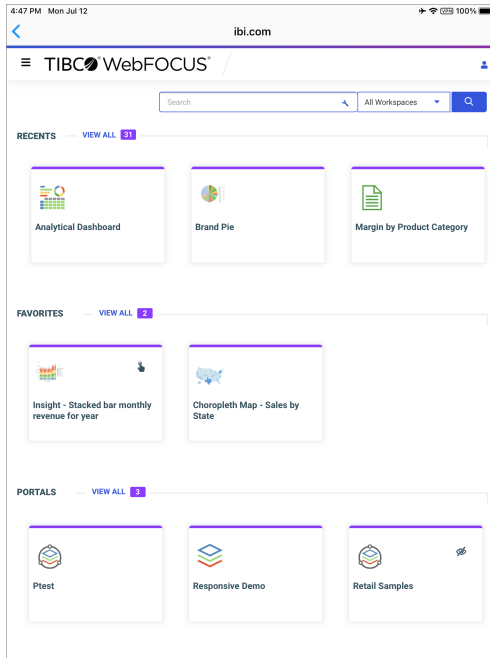 4:47 PM Mon Jul 12
VPN 100%
ibi.com
TIBCO® WebFOCUS®
Search
All Workspaces
RECENTS VIEW ALL 31
Analytical Dashboard
Brand Pie
Margin by Product Category
FAVORITES VIEW ALL 2
Insight - Stacked bar monthly
revenue for year
Choropleth Map - Sales by
State
PORTALS VIEW ALL 3
Ptest
Responsive Demo
Retail Samples